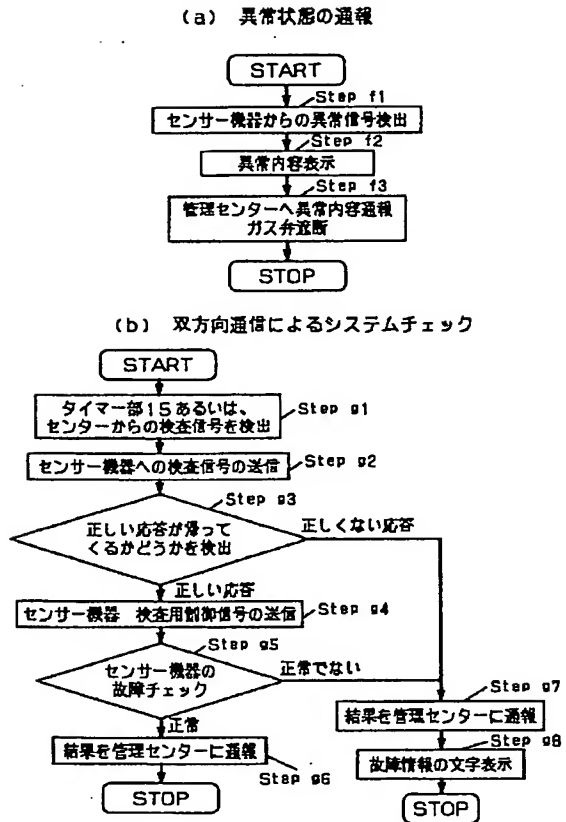 (a) 異常状態の通報
START
Step f1
センサー機器からの異常信号検出
Step f2
異常内容表示
Step f3
管理センターへ異常内容通報
ガス弁遮断
STOP
(b) 双方向通信によるシステムチェック
START
タイマー部15あるいは、
センターからの検査信号を検出
Step g1
センサー機器への検査信号の送信
Step g2
Step g3
正しい応答が帰って
くるかどうかを検出
正しくない応答
正しい応答
センサー機器 検査用制御信号の送信
Step g4
Step g5
センサー機器の
故障チェック
正常でない
正常
結果を管理センターに通報
Step g6
STOP
Step g7
結果を管理センターに通報
Step g8
故障情報の文字表示
STOP